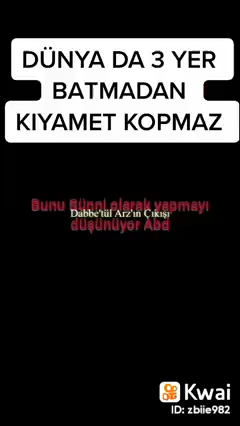 DÜNYA DA 3 YER
BATMADAN
KIYAMET KOPMAZ
Bunu Günni olarak yapmayı
Dabbe'tül Arz'ın Çıkışı
düşünüyor Abd
Kwai
ID: zbiie982